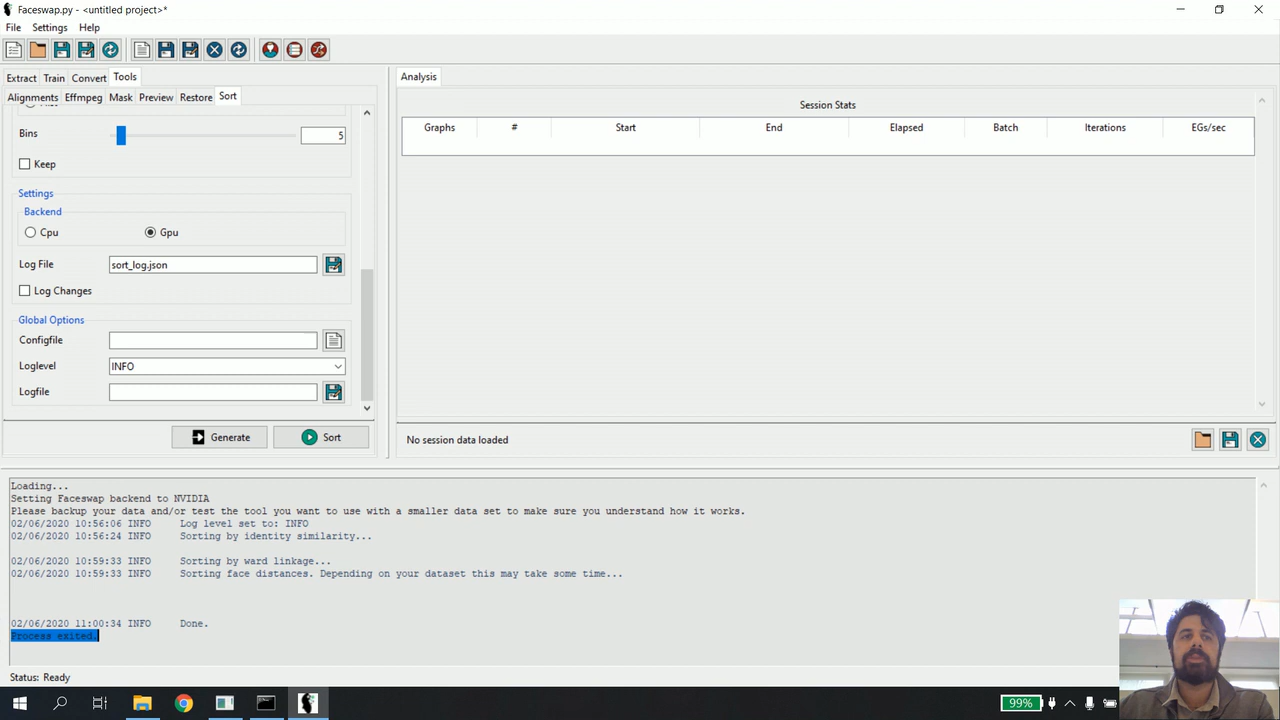 Faceswap.py - <untitled project>*
File Settings Help
Extract Train Convert Tools
Alignments Effmpeg Mask Preview Restore Sort
Bins 5
Keep
Settings
Backend
Cpu Gpu
Log File sort_log.json
Log Changes
Global Options
Configfile
Loglevel INFO
Logfile
Generate Sort
Analysis
Session Stats
Graphs # Start End Elapsed Batch Iterations EGs/sec
No session data loaded
Loading...
Setting Faceswap backend to NVIDIA
Please backup your data and/or test the tool you want to use with a smaller data set to make sure you understand how it works.
02/06/2020 10:56:06 INFO Log level set to: INFO
02/06/2020 10:56:24 INFO Sorting by identity similarity...
02/06/2020 10:59:33 INFO Sorting by ward linkage...
02/06/2020 10:59:33 INFO Sorting face distances. Depending on your dataset this may take some time...
02/06/2020 11:00:34 INFO Done.
Process exited.
Status: Ready
99%